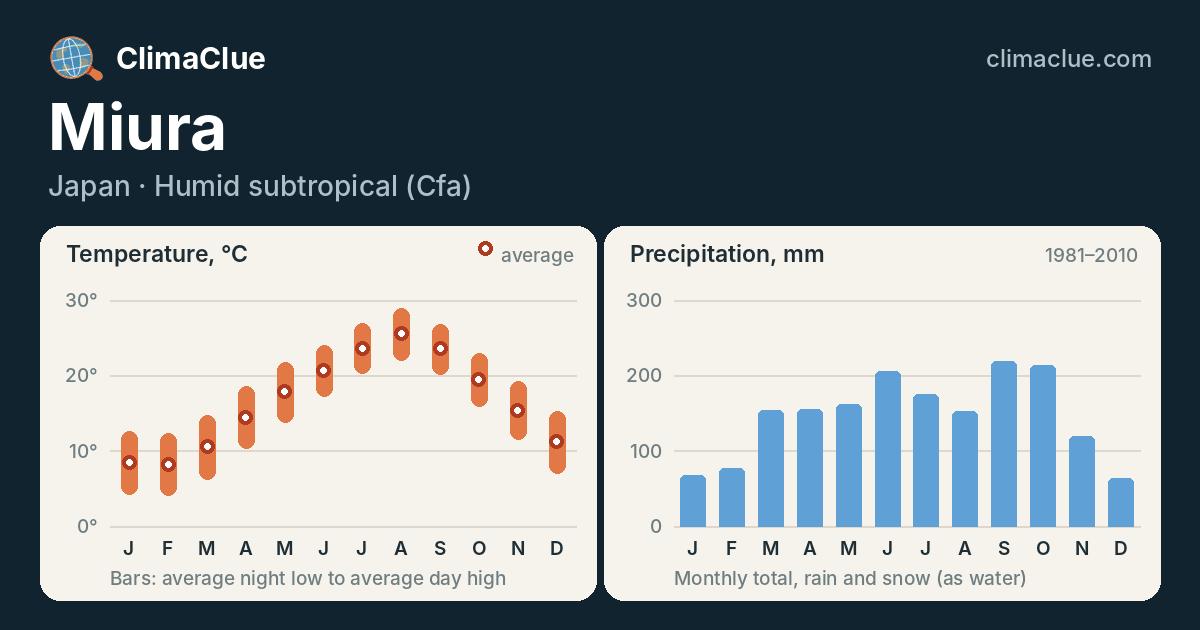 ClimaClue
climaclue.com
Miura
Japan · Humid subtropical (Cfa)
Temperature, °C
average
30°
20°
10°
0°
J F M A M J J A S O N D
Bars: average night low to average day high
Precipitation, mm
1981–2010
300
200
100
0
J F M A M J J A S O N D
Monthly total, rain and snow (as water)